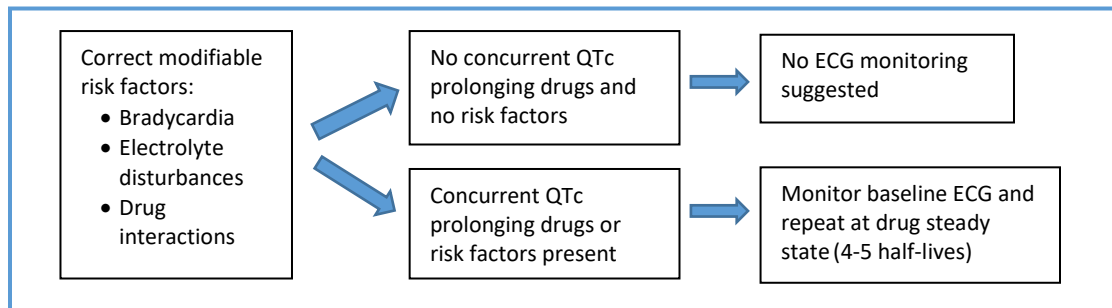 Correct modifiable
risk factors:
• Bradycardia
• Electrolyte
disturbances
• Drug
interactions
No concurrent QTc
prolonging drugs and
no risk factors
No ECG monitoring
suggested
Concurrent QTc
prolonging drugs or
risk factors present
Monitor baseline ECG and
repeat at drug steady
state (4-5 half-lives)